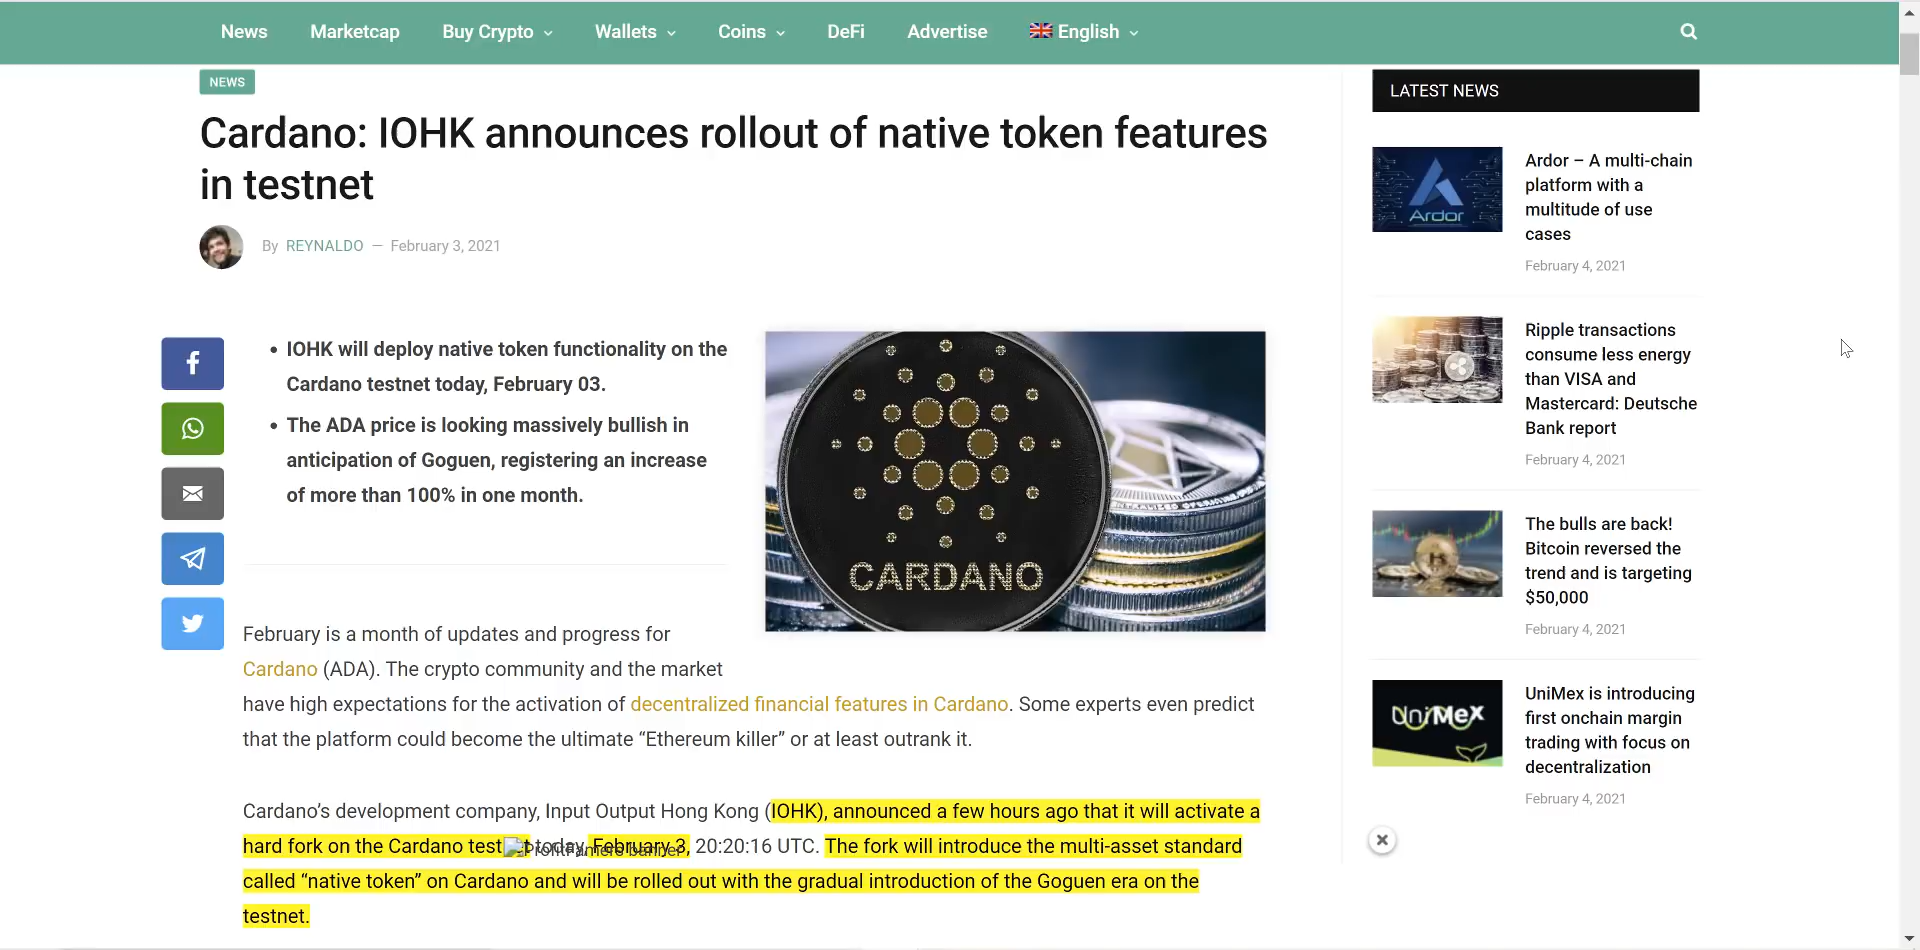 News Marketcap Buy Crypto Wallets Coins DeFi Advertise English
NEWS
Cardano: IOHK announces rollout of native token features
in testnet
By REYNALDO — February 3, 2021
• IOHK will deploy native token functionality on the
Cardano testnet today, February 03.
• The ADA price is looking massively bullish in
anticipation of Goguen, registering an increase
of more than 100% in one month.
CARDANO
February is a month of updates and progress for
Cardano (ADA). The crypto community and the market
have high expectations for the activation of decentralized financial features in Cardano. Some experts even predict
that the platform could become the ultimate “Ethereum killer” or at least outrank it.
Cardano’s development company, Input Output Hong Kong (IOHK), announced a few hours ago that it will activate a
hard fork on the Cardano test t today, February 3, 20:20:16 UTC. The fork will introduce the multi-asset standard
called “native token” on Cardano and will be rolled out with the gradual introduction of the Goguen era on the
testnet.
LATEST NEWS
Ardor
Ardor – A multi-chain
platform with a
multitude of use
cases
February 4, 2021
Ripple transactions
consume less energy
than VISA and
Mastercard: Deutsche
Bank report
February 4, 2021
The bulls are back!
Bitcoin reversed the
trend and is targeting
$50,000
February 4, 2021
UniMeX
UniMex is introducing
first onchain margin
trading with focus on
decentralization
February 4, 2021